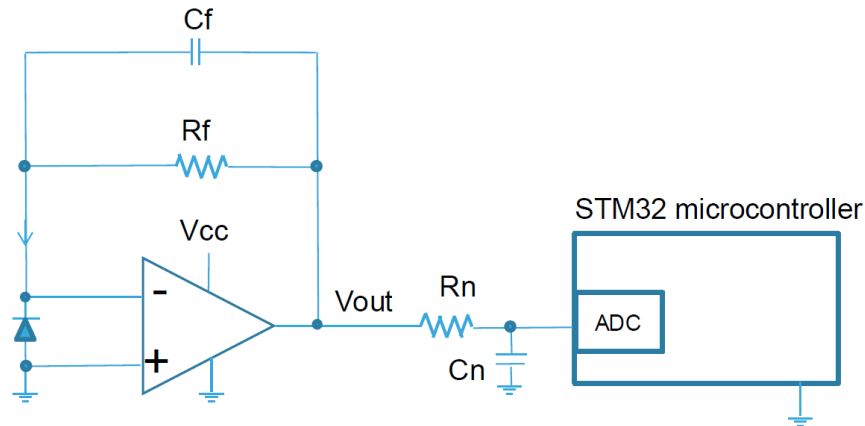 Cf
Rf
STM32 microcontroller
Vcc
-
Vout
Rn
ADC
+
Cn